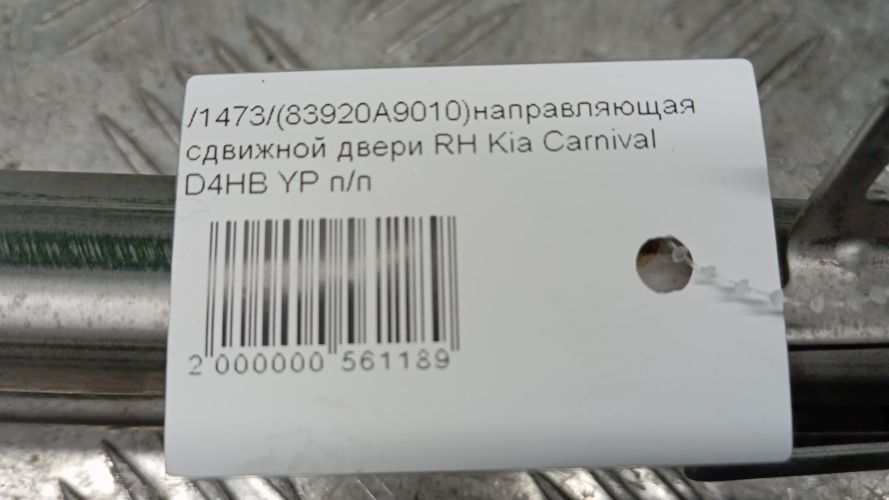 /1473/(83920A9010)направляющая
сдвижной двери RH Kia Carnival
D4HB YP п/п
2 000000 561189